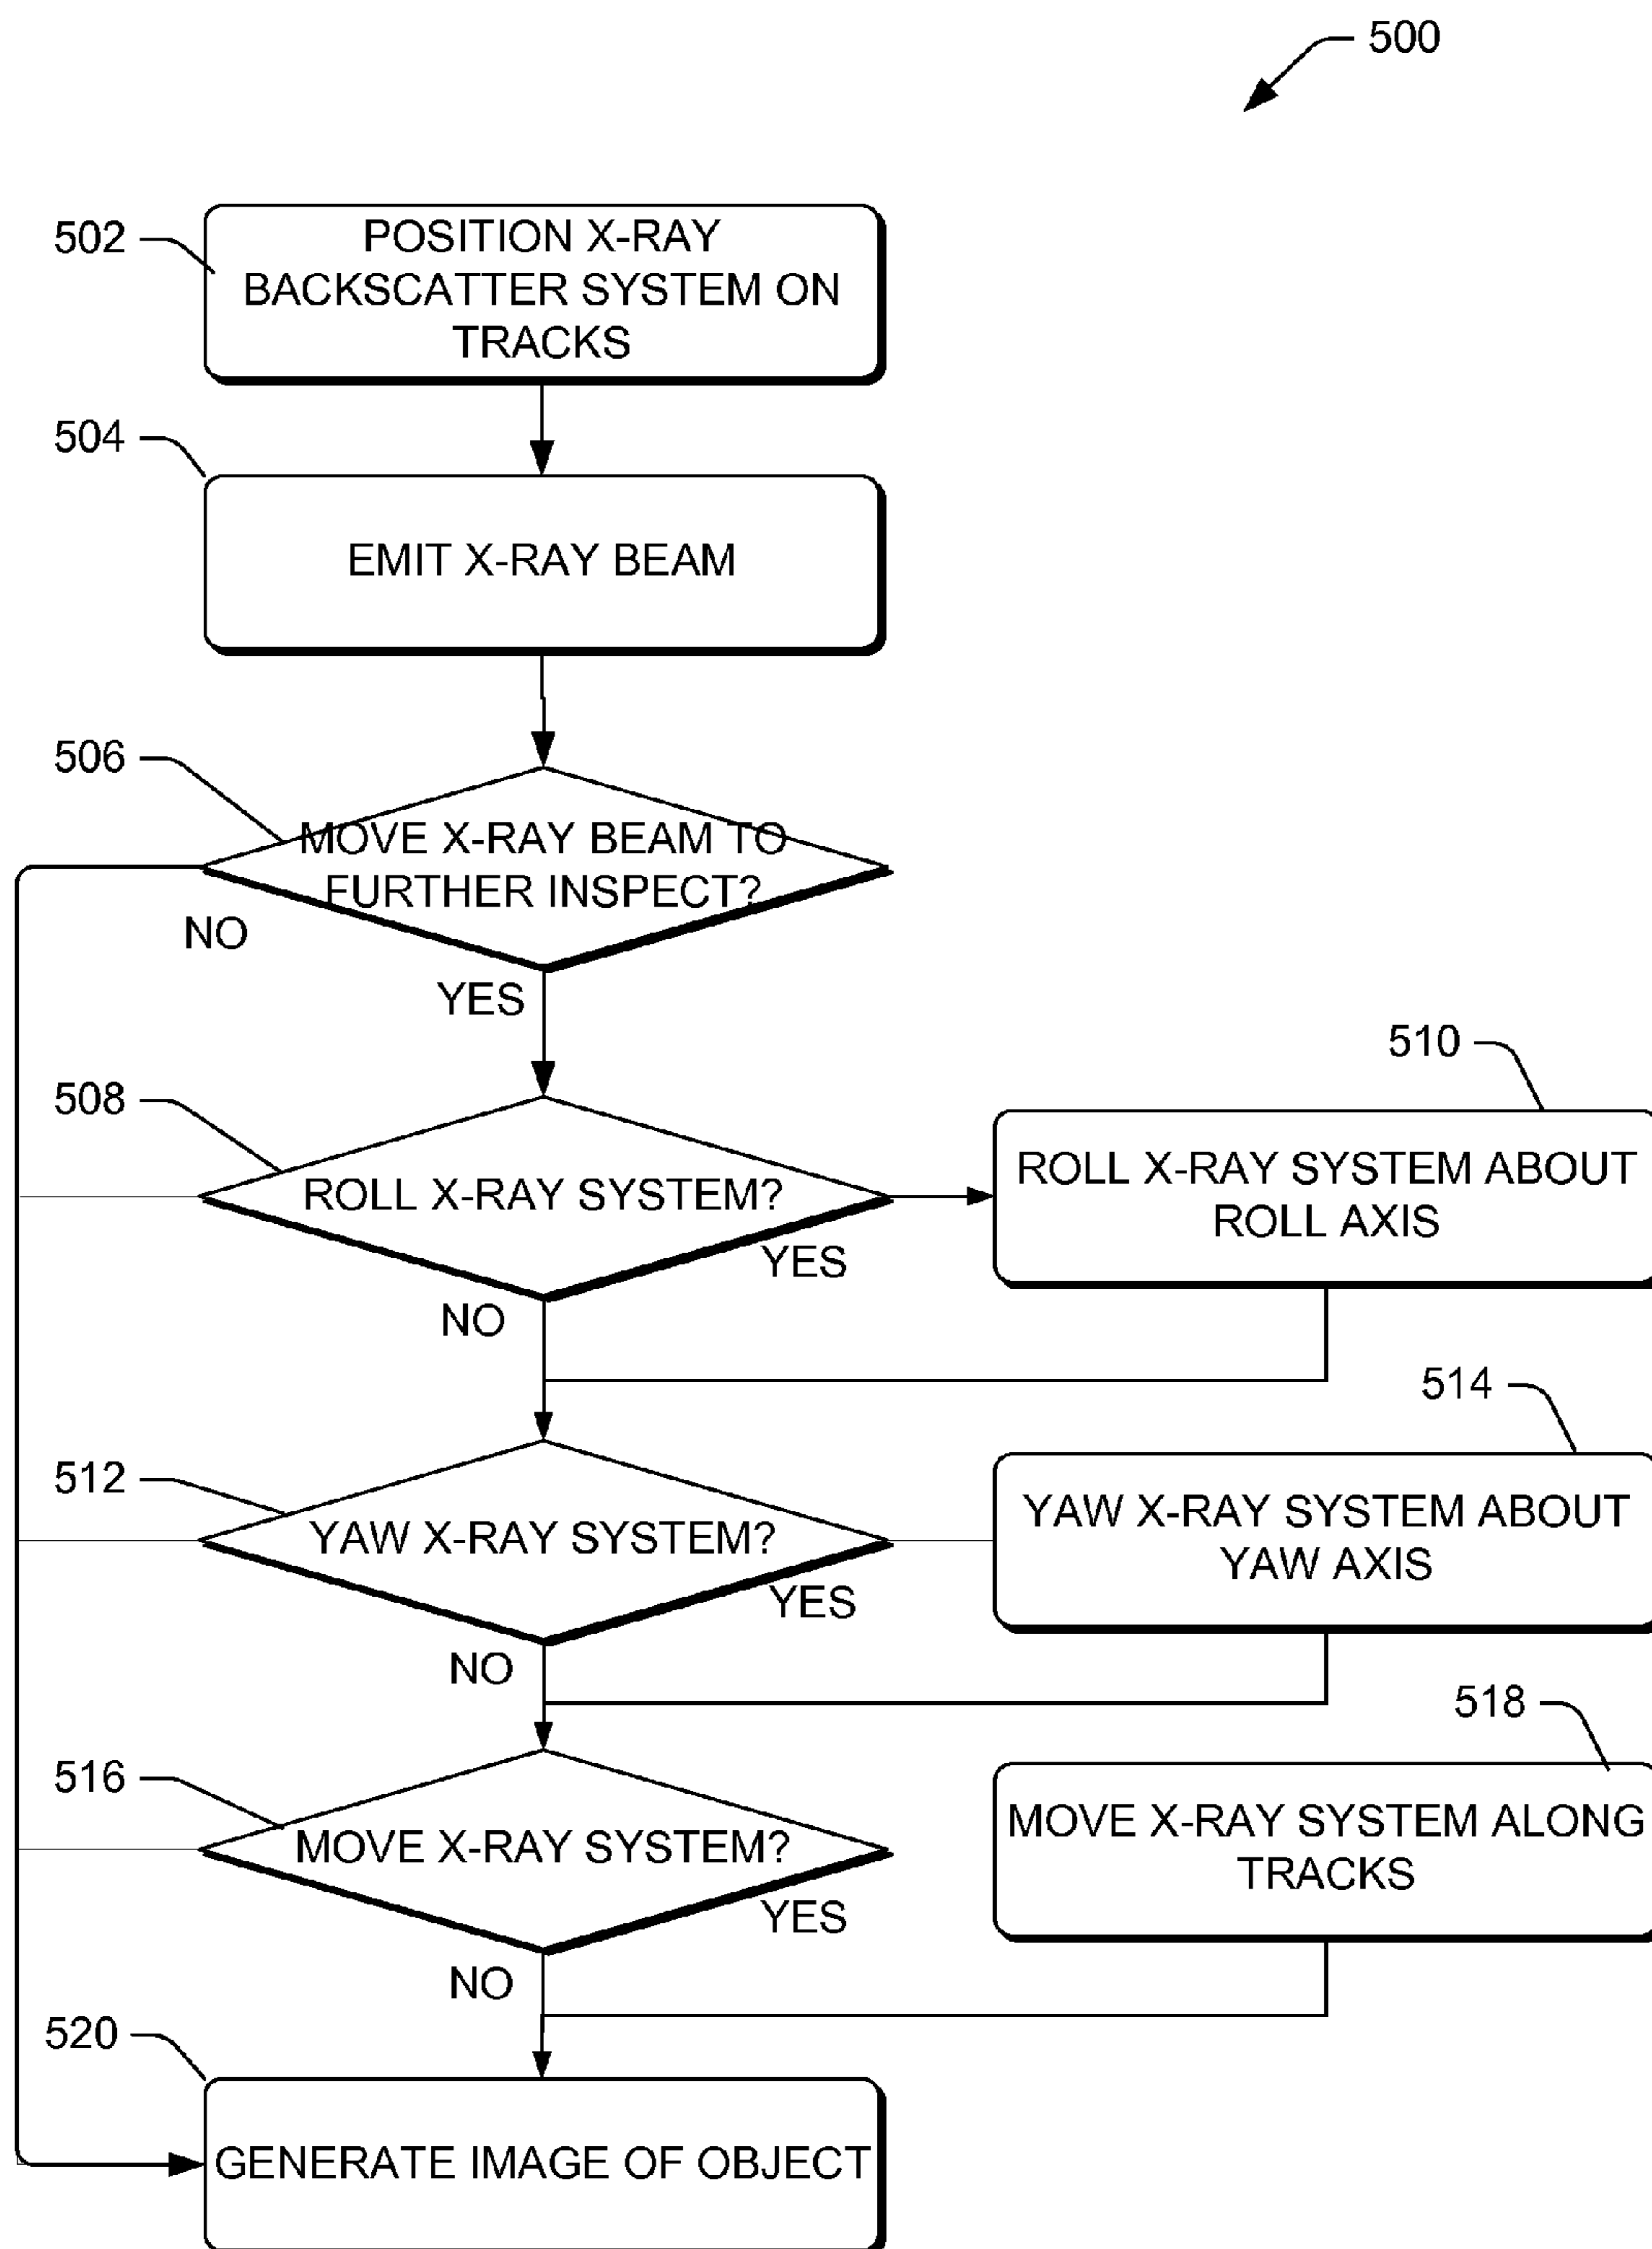 500
502
POSITION X-RAY
BACKSCATTER SYSTEM ON
TRACKS
504
EMIT X-RAY BEAM
506
MOVE X-RAY BEAM TO
FURTHER INSPECT?
NO
YES
508
ROLL X-RAY SYSTEM?
YES
NO
510
ROLL X-RAY SYSTEM ABOUT
ROLL AXIS
512
YAW X-RAY SYSTEM?
YES
NO
514
YAW X-RAY SYSTEM ABOUT
YAW AXIS
516
MOVE X-RAY SYSTEM?
YES
NO
518
MOVE X-RAY SYSTEM ALONG
TRACKS
520
GENERATE IMAGE OF OBJECT